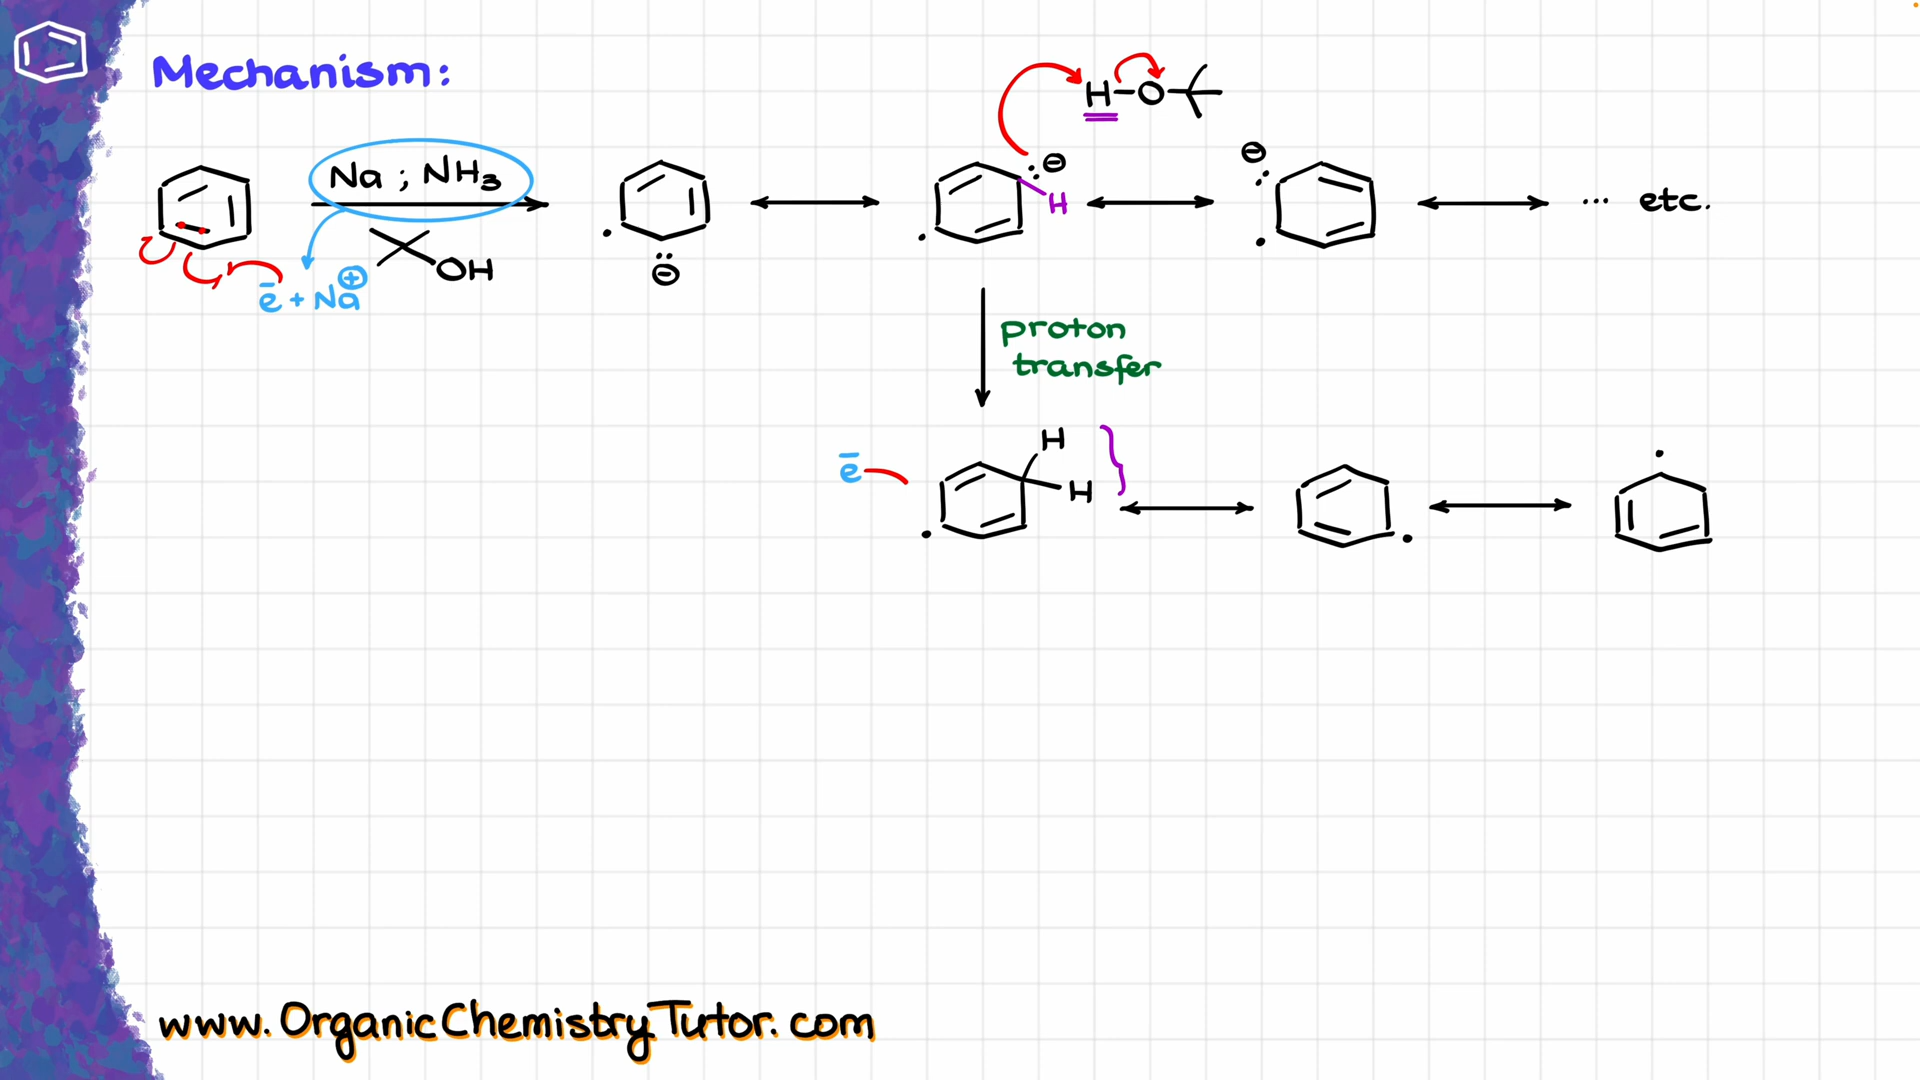 Mechanism:
H-O
Na ; NH₃
⊖
H
⊖
... etc.
OH
⊖
e̅ + Na⊕
proton
transfer
H
e̅
H
www.OrganicChemistryTutor.com